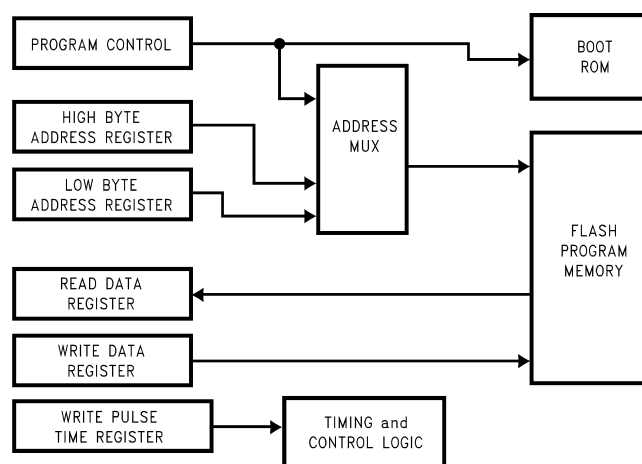 PROGRAM CONTROL
BOOT
ROM
HIGH BYTE
ADDRESS REGISTER
ADDRESS
MUX
LOW BYTE
ADDRESS REGISTER
FLASH
PROGRAM
MEMORY
READ DATA
REGISTER
WRITE DATA
REGISTER
WRITE PULSE
TIME REGISTER
TIMING and
CONTROL LOGIC